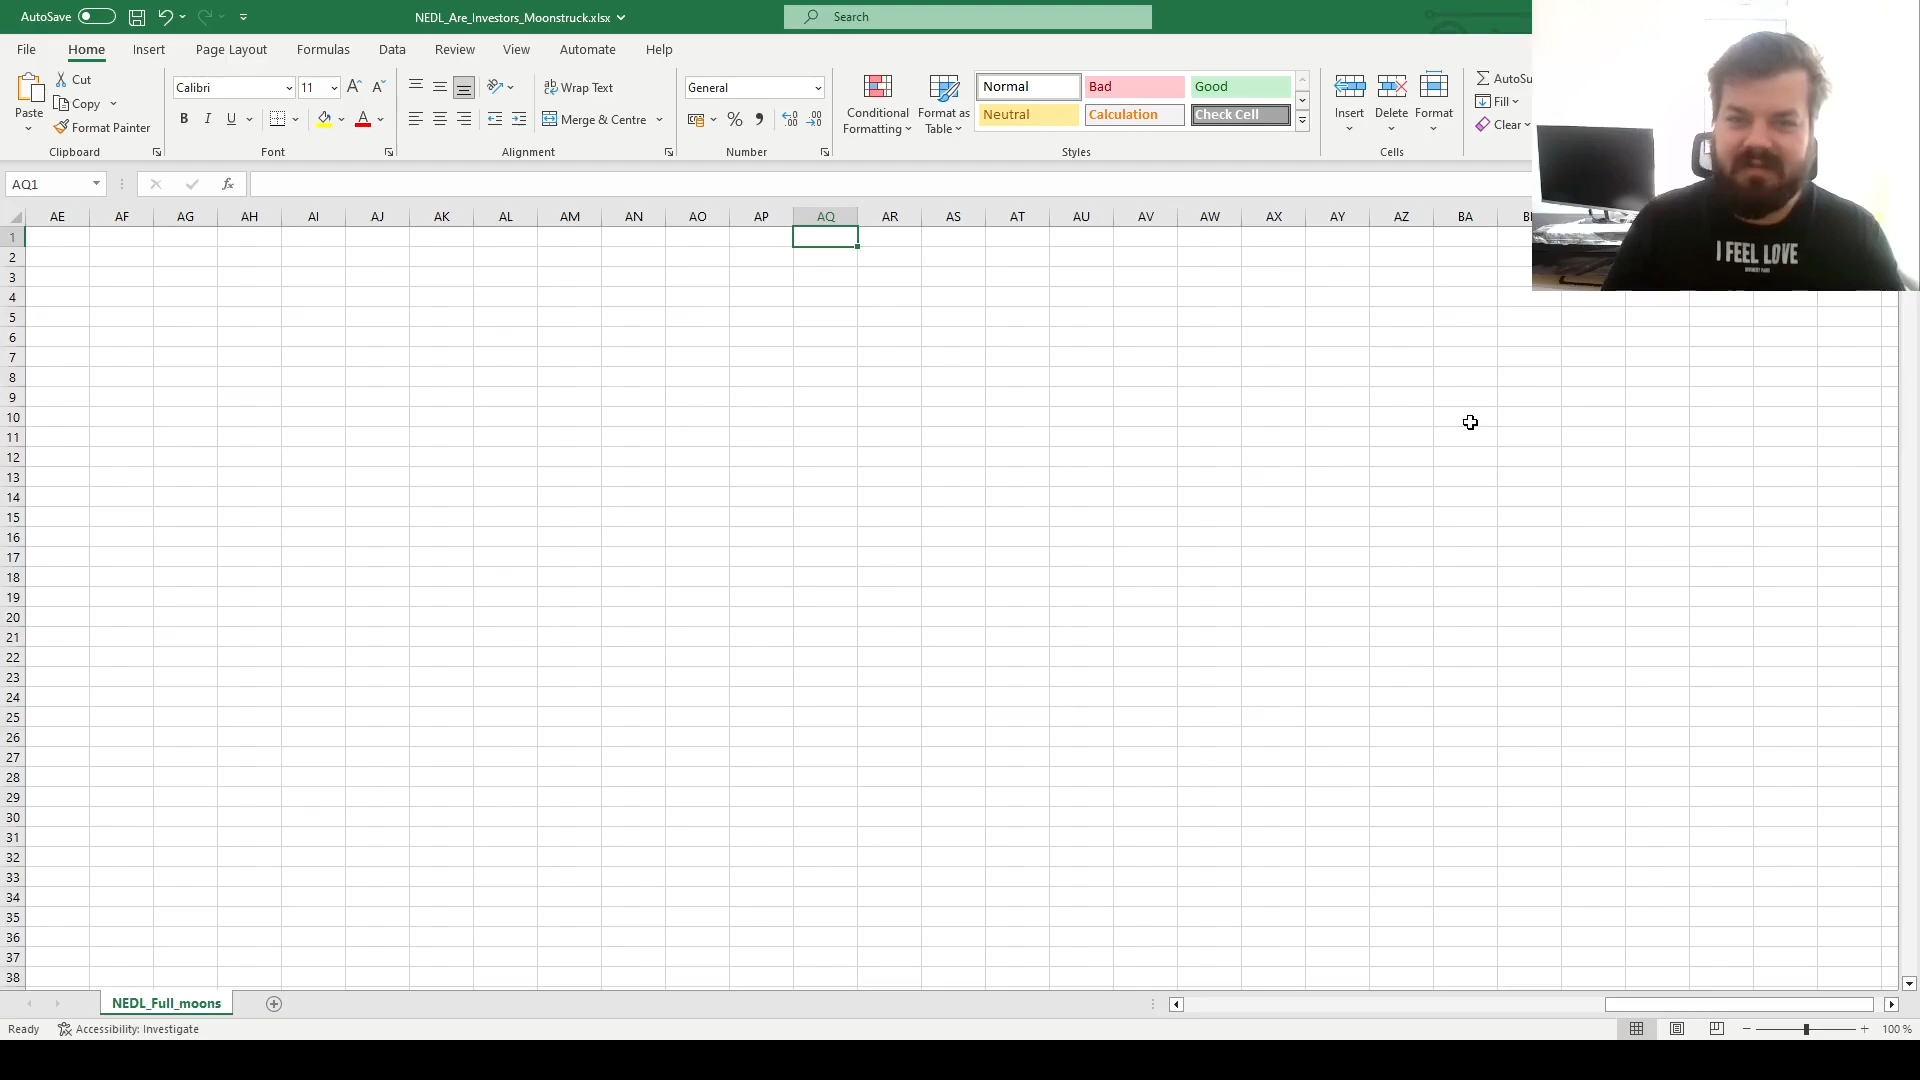 AutoSave
NEDL_Are_Investors_Moonstruck.xlsx
Search
File Home Insert Page Layout Formulas Data Review View Automate Help
Paste
Cut
Copy
Format Painter
Clipboard
Calibri 11
B I U
Font
Wrap Text
Merge & Centre
Alignment
General
Number
Conditional Formatting
Format as Table
Normal Bad Good
Neutral Calculation Check Cell
Styles
Insert Delete Format
Cells
AutoSu
Fill
Clear
I FEEL LOVE
AQ1
fx
AE AF AG AH AI AJ AK AL AM AN AO AP AQ AR AS AT AU AV AW AX AY AZ BA
1
2
3
4
5
6
7
8
9
10
11
12
13
14
15
16
17
18
19
20
21
22
23
24
25
26
27
28
29
30
31
32
33
34
35
36
37
38
NEDL_Full_moons
Ready Accessibility: Investigate
100 %